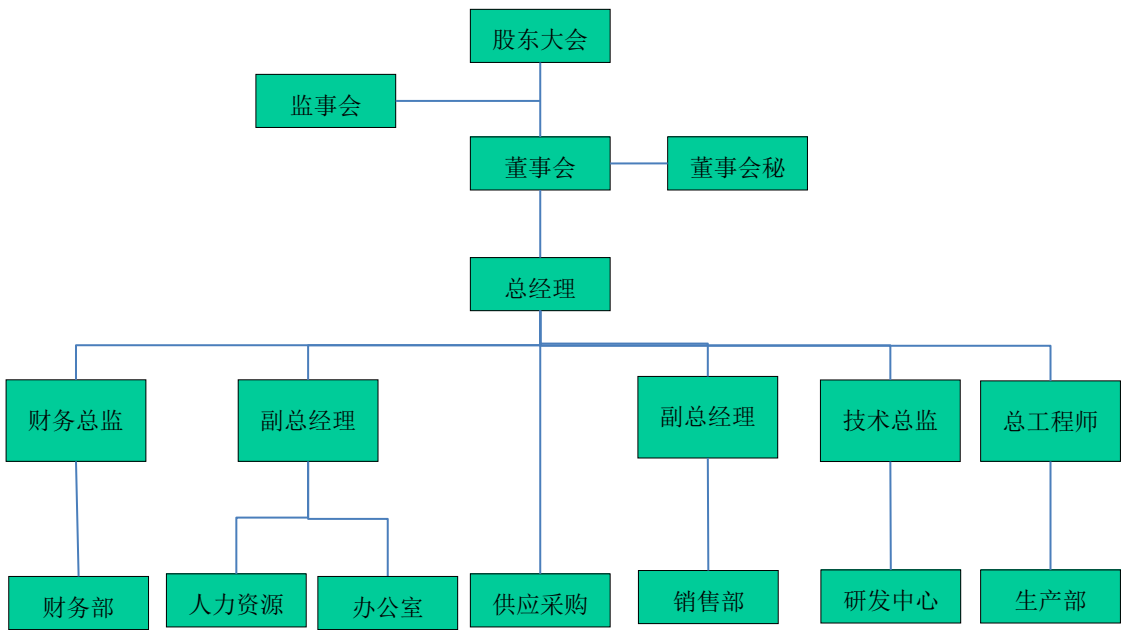 股东大会
监事会
董事会
董事会秘
总经理
财务总监
副总经理
副总经理
技术总监
总工程师
财务部
人力资源
办公室
供应采购
销售部
研发中心
生产部